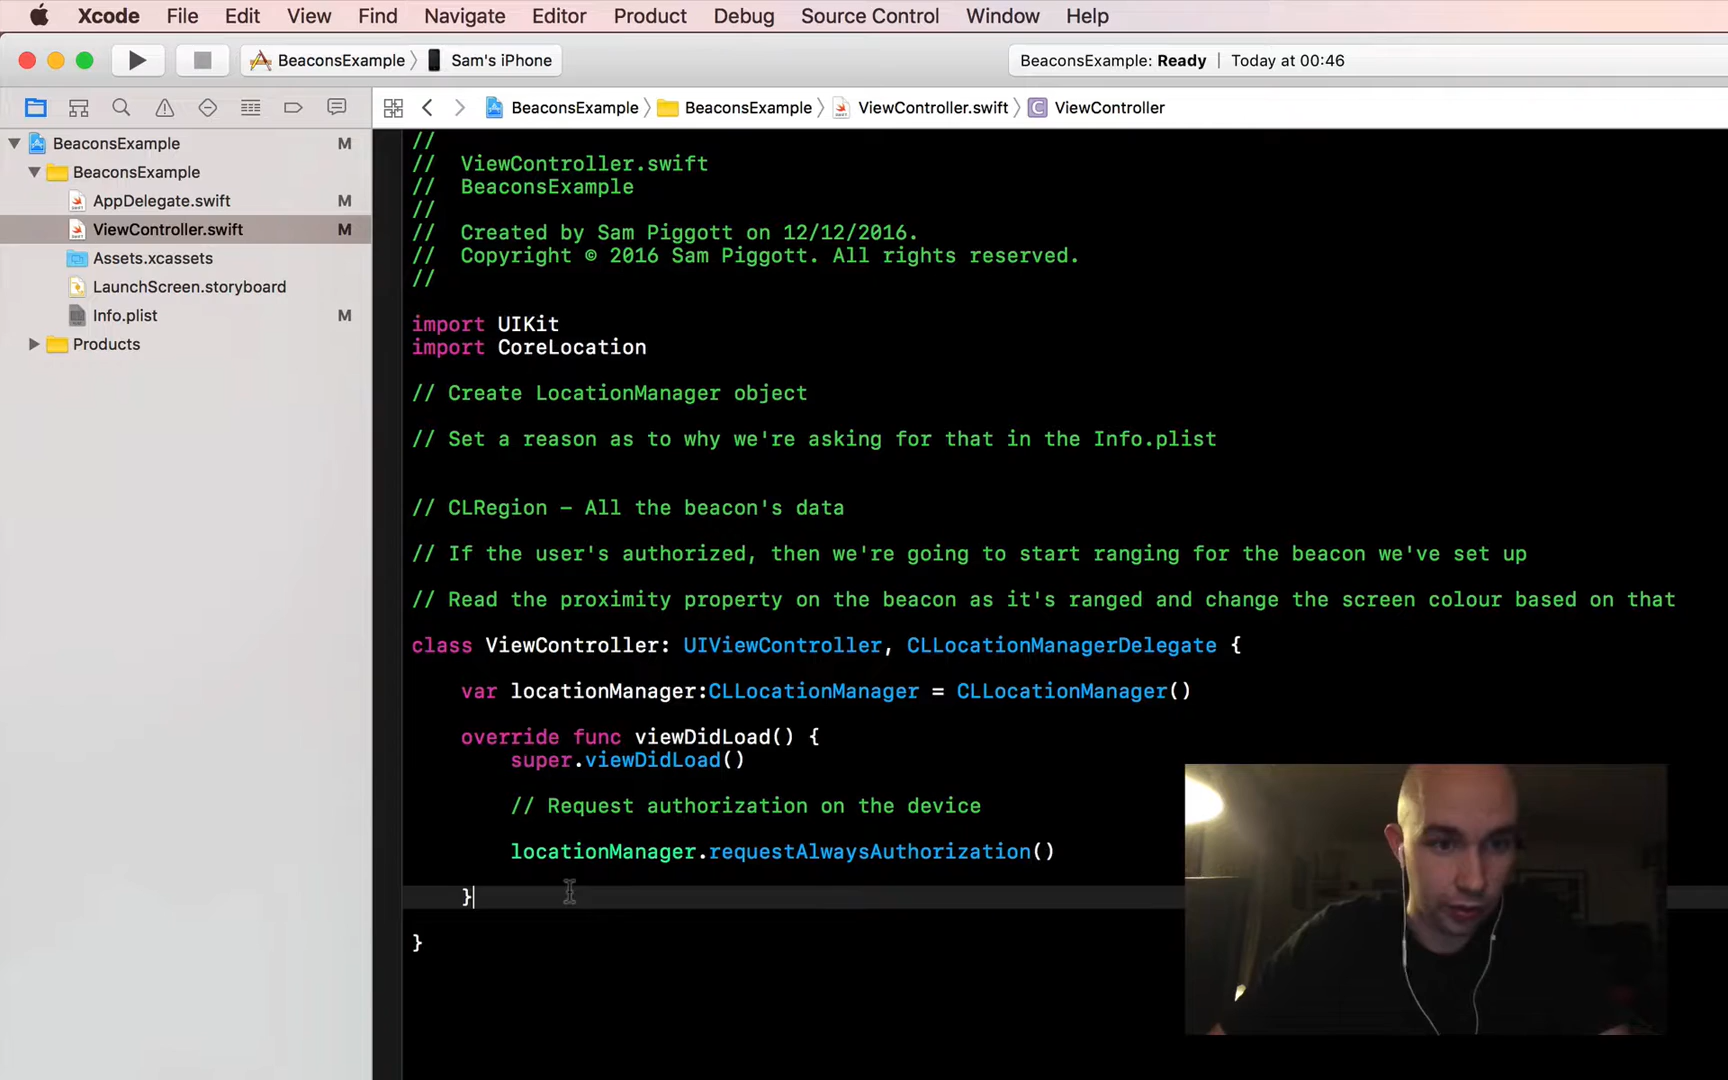 Xcode File Edit View Find Navigate Editor Product Debug Source Control Window Help
BeaconsExample Sam's iPhone BeaconsExample: Ready Today at 00:46
BeaconsExample BeaconsExample ViewController.swift C ViewController
BeaconsExample M
BeaconsExample
AppDelegate.swift M
ViewController.swift M
Assets.xcassets
LaunchScreen.storyboard
Info.plist M
Products
//
// ViewController.swift
// BeaconsExample
//
// Created by Sam Piggott on 12/12/2016.
// Copyright © 2016 Sam Piggott. All rights reserved.
//
import UIKit
import CoreLocation
// Create LocationManager object
// Set a reason as to why we're asking for that in the Info.plist
// CLRegion – All the beacon's data
// If the user's authorized, then we're going to start ranging for the beacon we've set up
// Read the proximity property on the beacon as it's ranged and change the screen colour based on that
class ViewController: UIViewController, CLLocationManagerDelegate {
var locationManager:CLLocationManager = CLLocationManager()
override func viewDidLoad() {
super.viewDidLoad()
// Request authorization on the device
locationManager.requestAlwaysAuthorization()
}
}